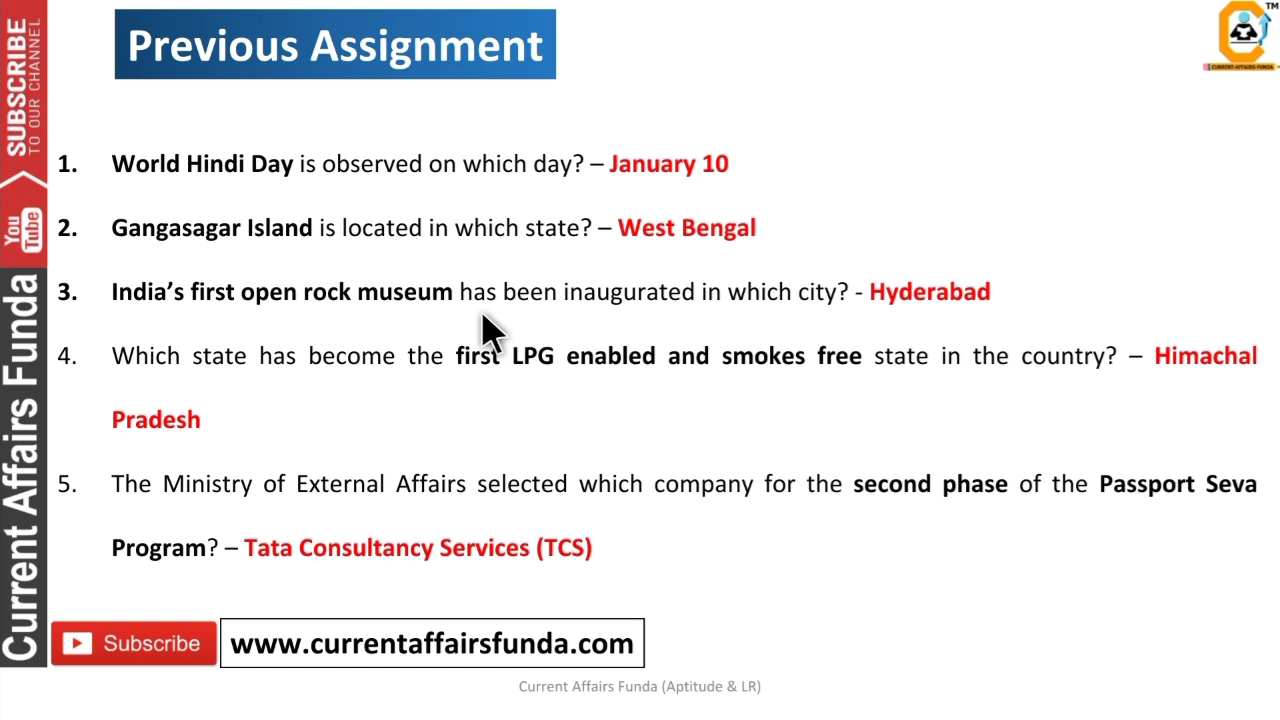 Previous Assignment
TM
CURRENT-AFFAIRS-FUNDA
SUBSCRIBE
TO OUR CHANNEL
You
Tube
Current Affairs Funda
1. World Hindi Day is observed on which day? – January 10
2. Gangasagar Island is located in which state? – West Bengal
3. India’s first open rock museum has been inaugurated in which city? - Hyderabad
4. Which state has become the first LPG enabled and smokes free state in the country? – Himachal
Pradesh
5. The Ministry of External Affairs selected which company for the second phase of the Passport Seva
Program? – Tata Consultancy Services (TCS)
Subscribe
www.currentaffairsfunda.com
Current Affairs Funda (Aptitude & LR)